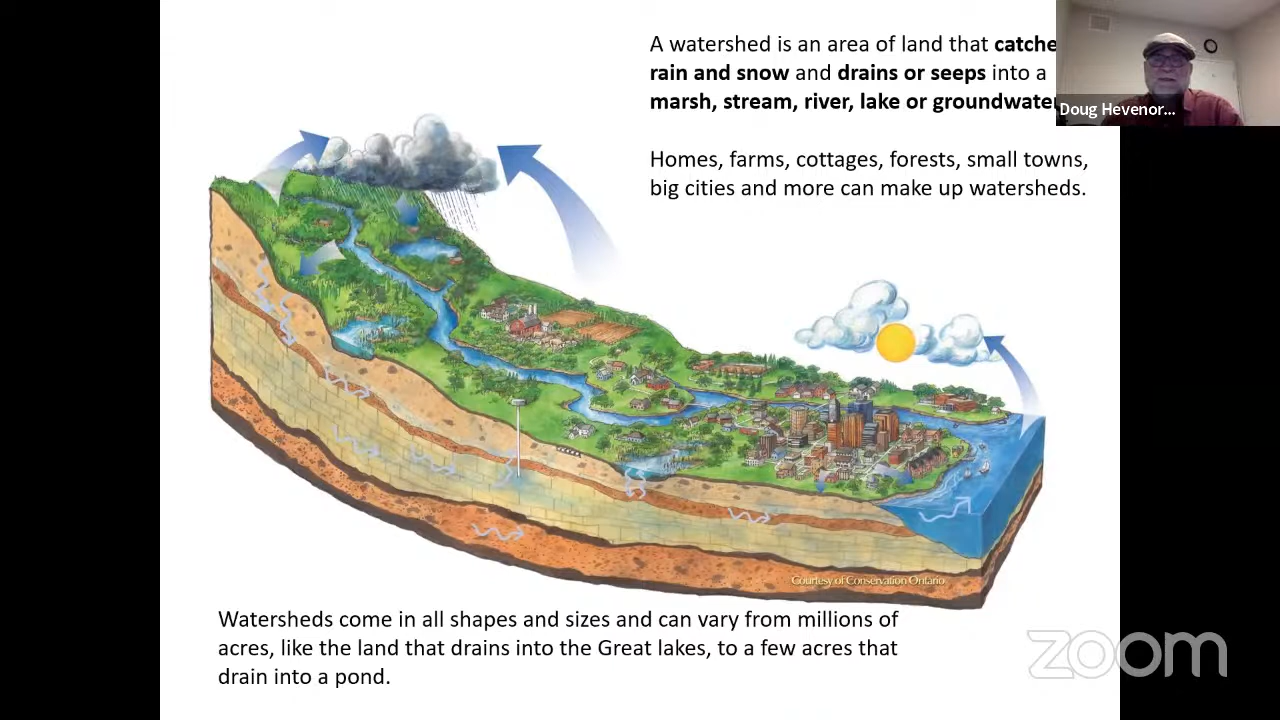 A watershed is an area of land that catche
rain and snow and drains or seeps into a
marsh, stream, river, lake or groundwater
Doug Hevenor...
Homes, farms, cottages, forests, small towns,
big cities and more can make up watersheds.
Courtesy of Conservation Ontario
Watersheds come in all shapes and sizes and can vary from millions of
acres, like the land that drains into the Great lakes, to a few acres that
drain into a pond.
zoom